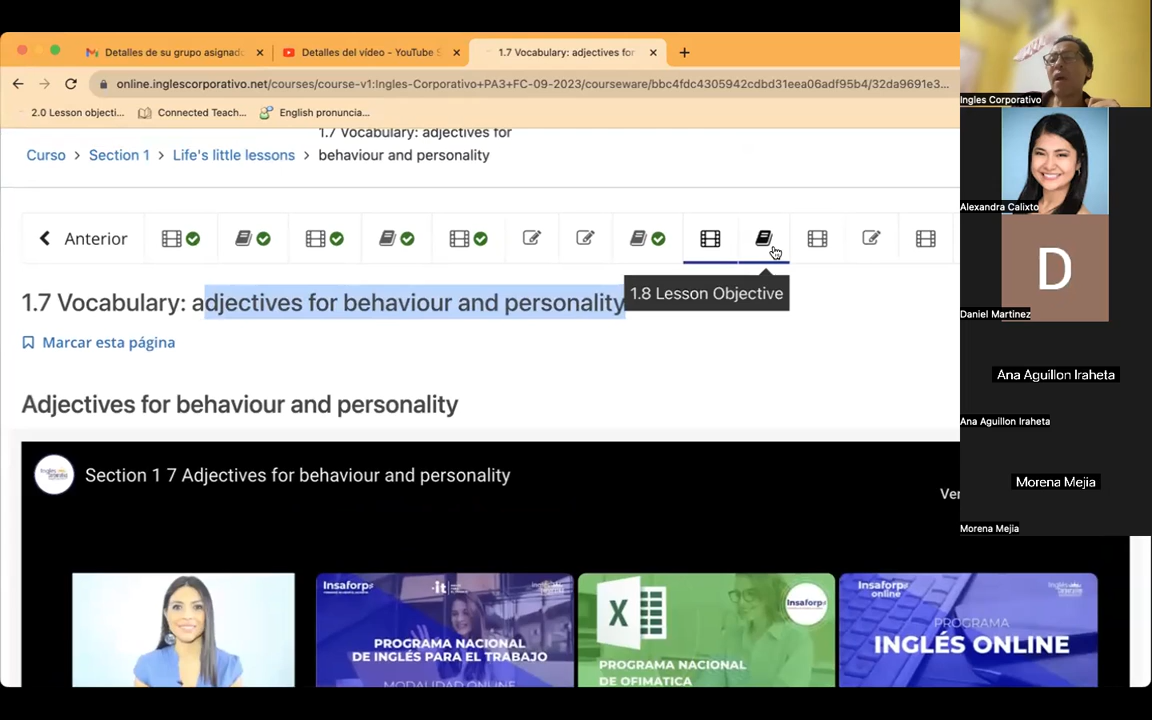 Detalles de su grupo asignado
Detalles del vídeo - YouTube S
1.7 Vocabulary: adjectives for
online.inglescorporativo.net/courses/course-v1:Ingles-Corporativo+PA3+FC-09-2023/courseware/bbc4fdc4305942cdbd31eea06adf95b4/32da9691e3...
2.0 Lesson objecti...
Connected Teach...
English pronuncia...
1.7 Vocabulary: adjectives for
Curso > Section 1 > Life's little lessons > behaviour and personality
Anterior
1.8 Lesson Objective
1.7 Vocabulary: adjectives for behaviour and personality
Marcar esta página
Adjectives for behaviour and personality
Section 1 7 Adjectives for behaviour and personality
Ver
Insaforp
PROGRAMA NACIONAL
DE INGLÉS PARA EL TRABAJO
MODALIDAD ONLINE
X
Insaforp
PROGRAMA NACIONAL
DE OFIMÁTICA
Insaforp
online
PROGRAMA
INGLÉS ONLINE
Ingles Corporativo
Alexandra Calixto
D
Daniel Martinez
Ana Aguillon Iraheta
Ana Aguillon Iraheta
Morena Mejia
Morena Mejia